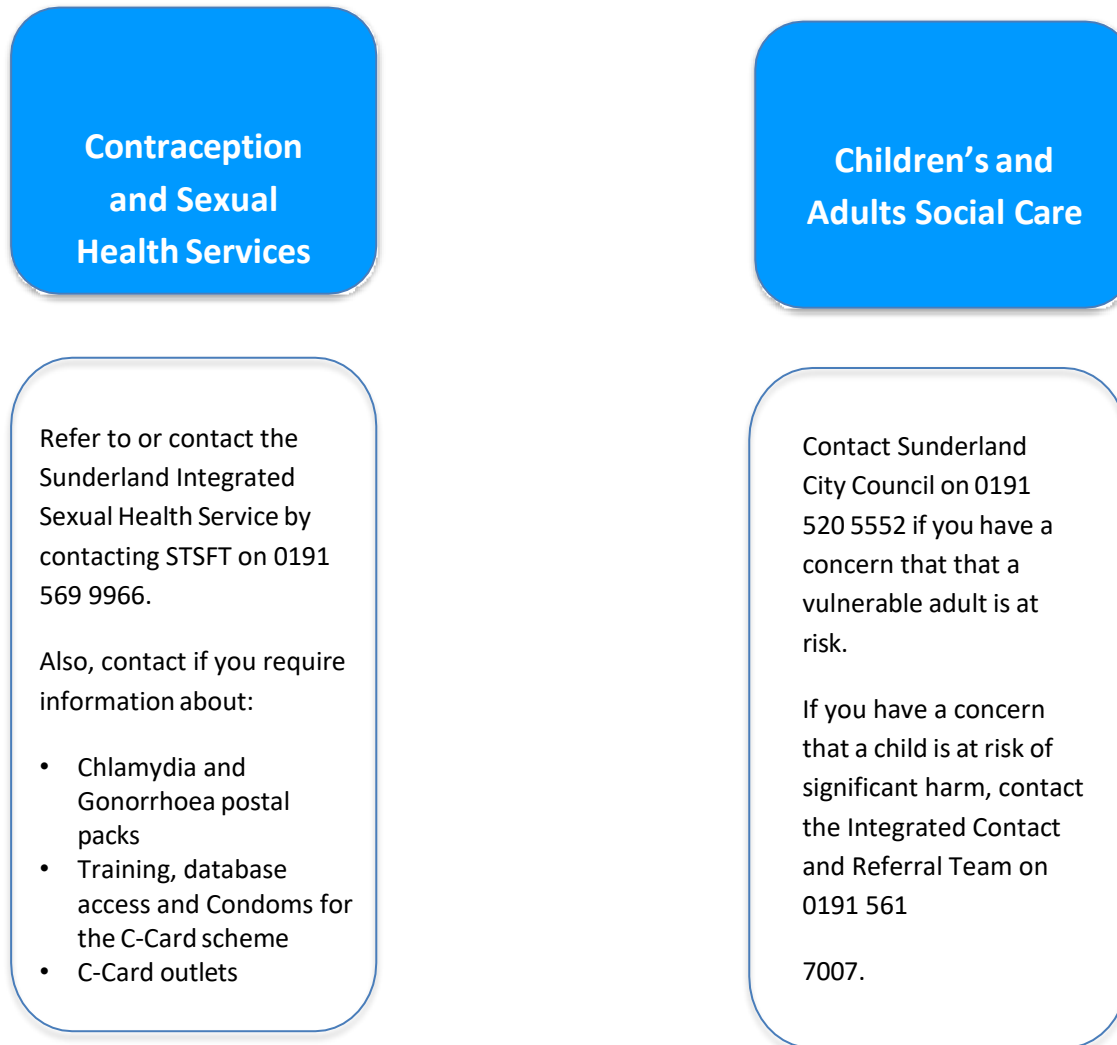 Contraception
and Sexual
Health Services
Refer to or contact the
Sunderland Integrated
Sexual Health Service by
contacting STSFT on 0191
569 9966.
Also, contact if you require
information about:
• Chlamydia and
Gonorrhoea postal
packs
• Training, database
access and Condoms for
the C-Card scheme
• C-Card outlets
Children’s and
Adults Social Care
Contact Sunderland
City Council on 0191
520 5552 if you have a
concern that that a
vulnerable adult is at
risk.
If you have a concern
that a child is at risk of
significant harm, contact
the Integrated Contact
and Referral Team on
0191 561
7007.